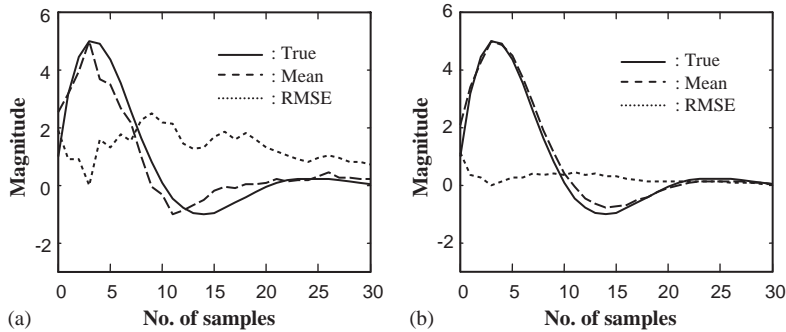 6
4
2
0
-2
Magnitude
: True
: Mean
: RMSE
0 5 10 15 20 25 30
(a) No. of samples
6
4
2
0
-2
Magnitude
: True
: Mean
: RMSE
0 5 10 15 20 25 30
(b) No. of samples